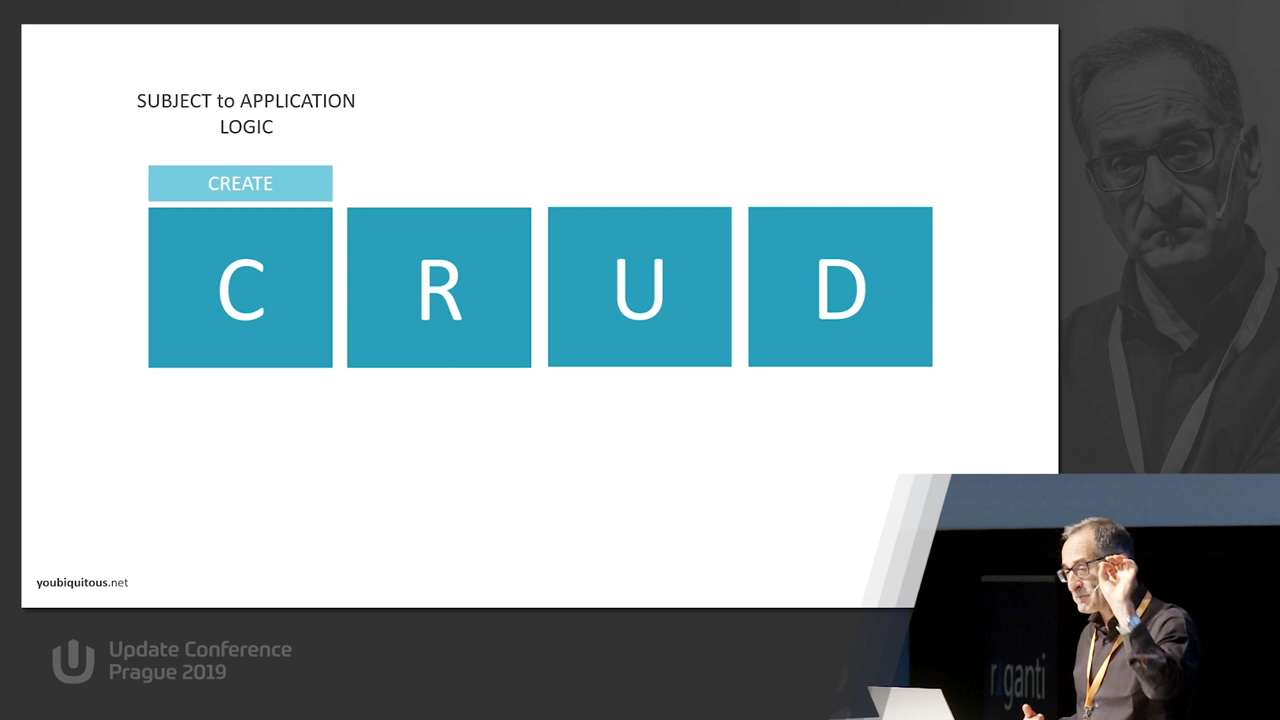 SUBJECT to APPLICATION
LOGIC
CREATE
C R U D
youbiquitous.net
Update Conference
Prague 2019